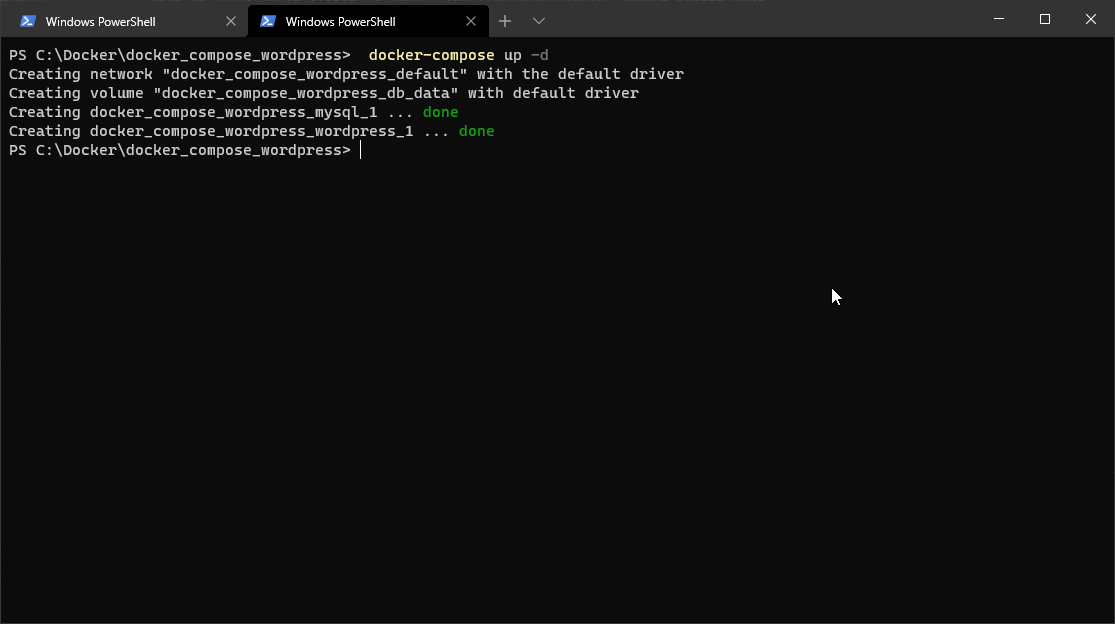 Windows PowerShell
Windows PowerShell
PS C:\Docker\docker_compose_wordpress>  docker-compose up -d
Creating network "docker_compose_wordpress_default" with the default driver
Creating volume "docker_compose_wordpress_db_data" with default driver
Creating docker_compose_wordpress_mysql_1 ... done
Creating docker_compose_wordpress_wordpress_1 ... done
PS C:\Docker\docker_compose_wordpress>